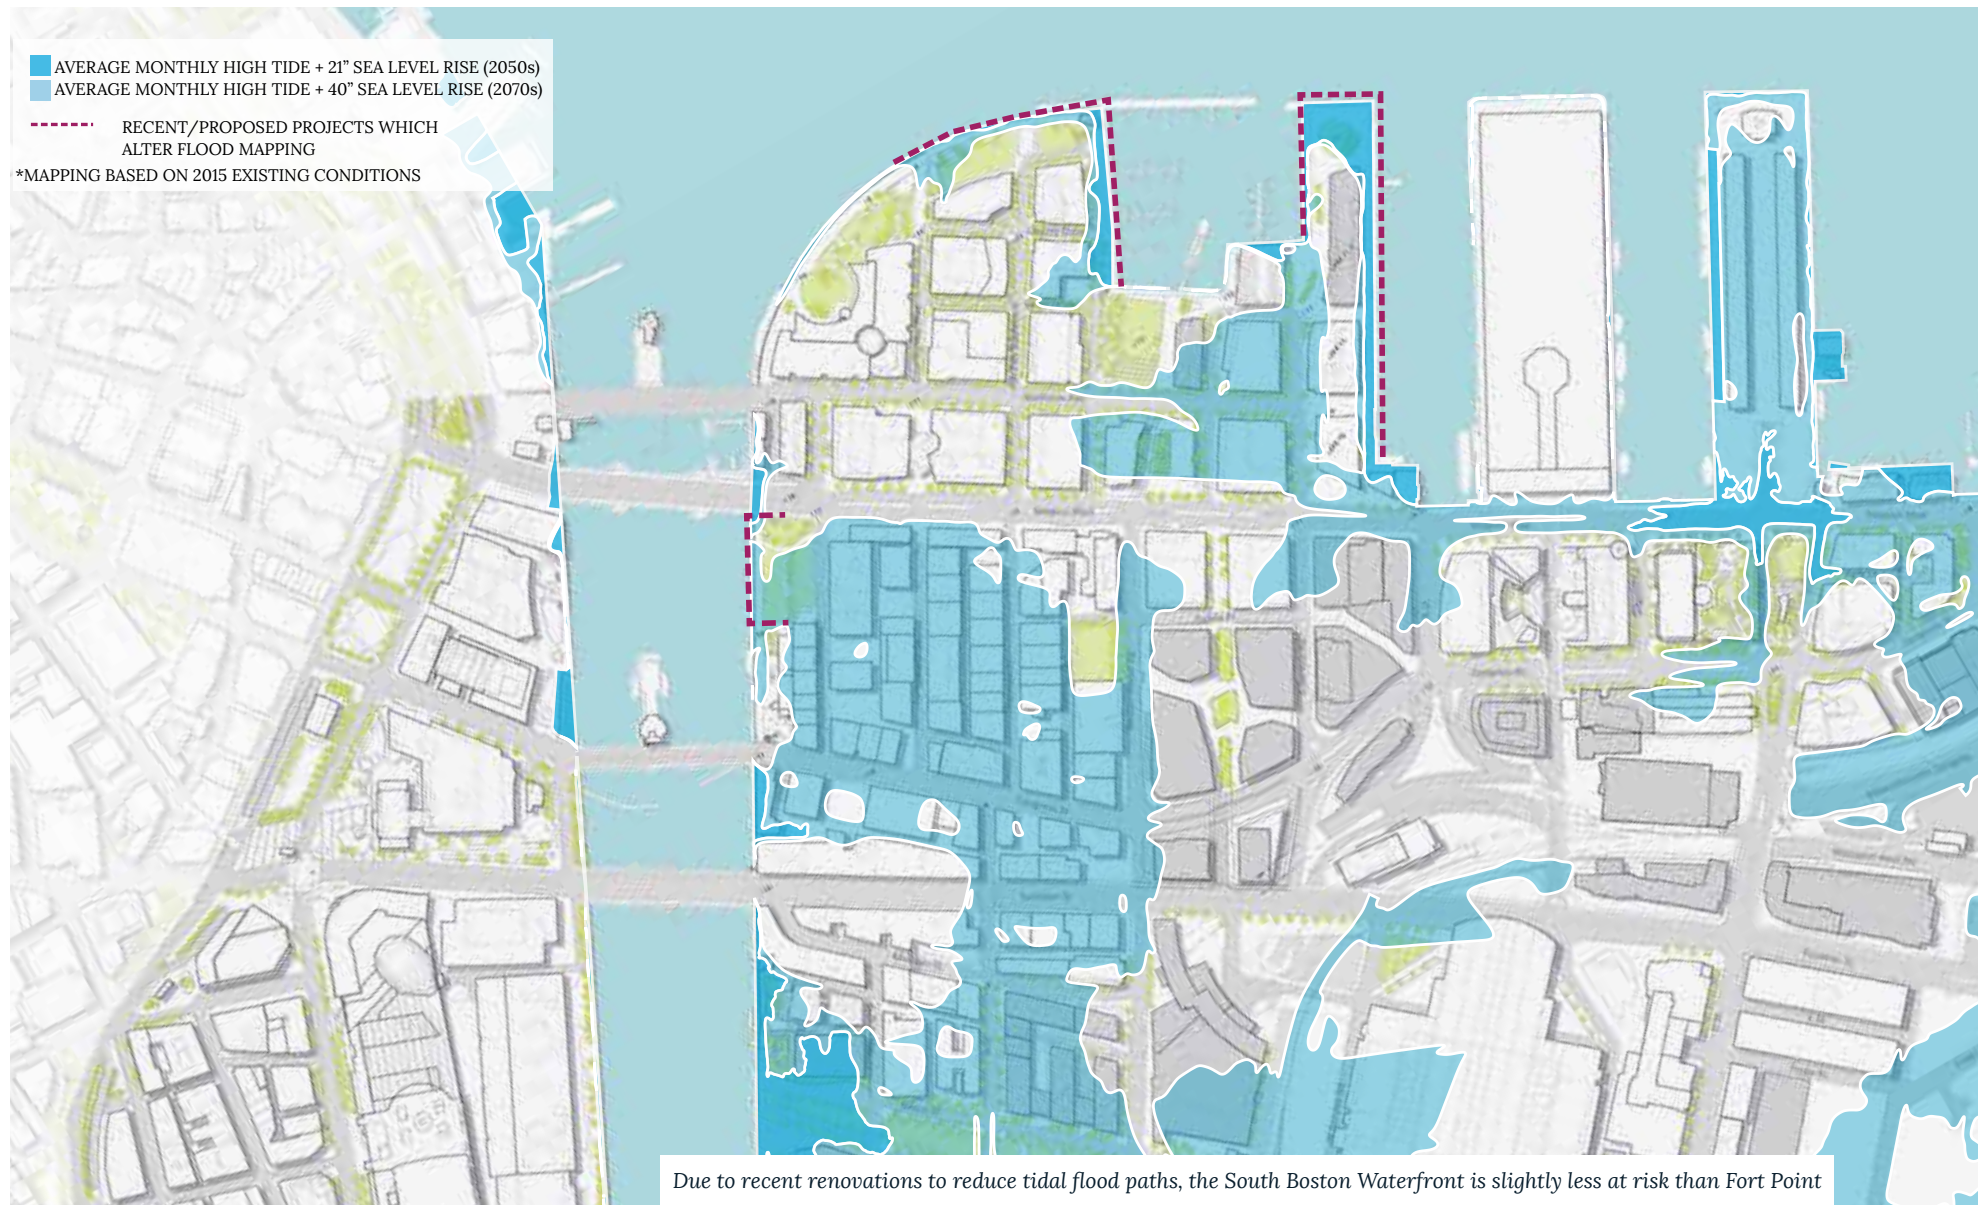 AVERAGE MONTHLY HIGH TIDE + 21” SEA LEVEL RISE (2050s)
AVERAGE MONTHLY HIGH TIDE + 40” SEA LEVEL RISE (2070s)
RECENT/PROPOSED PROJECTS WHICH
ALTER FLOOD MAPPING
*MAPPING BASED ON 2015 EXISTING CONDITIONS
Due to recent renovations to reduce tidal flood paths, the South Boston Waterfront is slightly less at risk than Fort Point